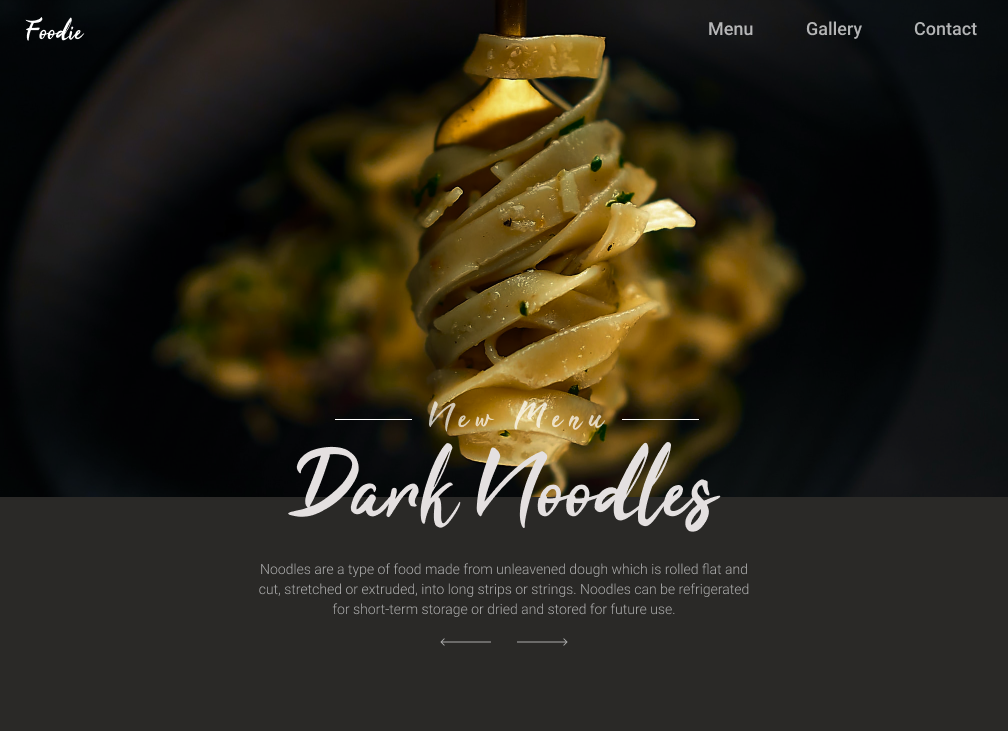 Foodie
Menu Gallery Contact
New Menu
Dark Noodles
Noodles are a type of food made from unleavened dough which is rolled flat and
cut, stretched or extruded, into long strips or strings. Noodles can be refrigerated
for short-term storage or dried and stored for future use.